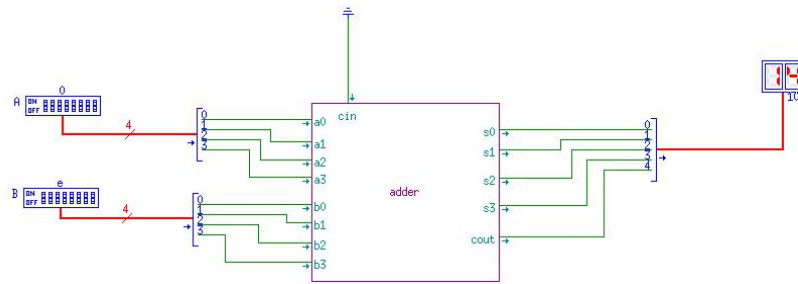 cin
0
A ON OFF
4
0
1
2
3
a0
a1
a2
a3
e
B ON OFF
4
0
1
2
3
b0
b1
b2
b3
adder
s0
s1
s2
s3
cout
0
1
2
3
4
14